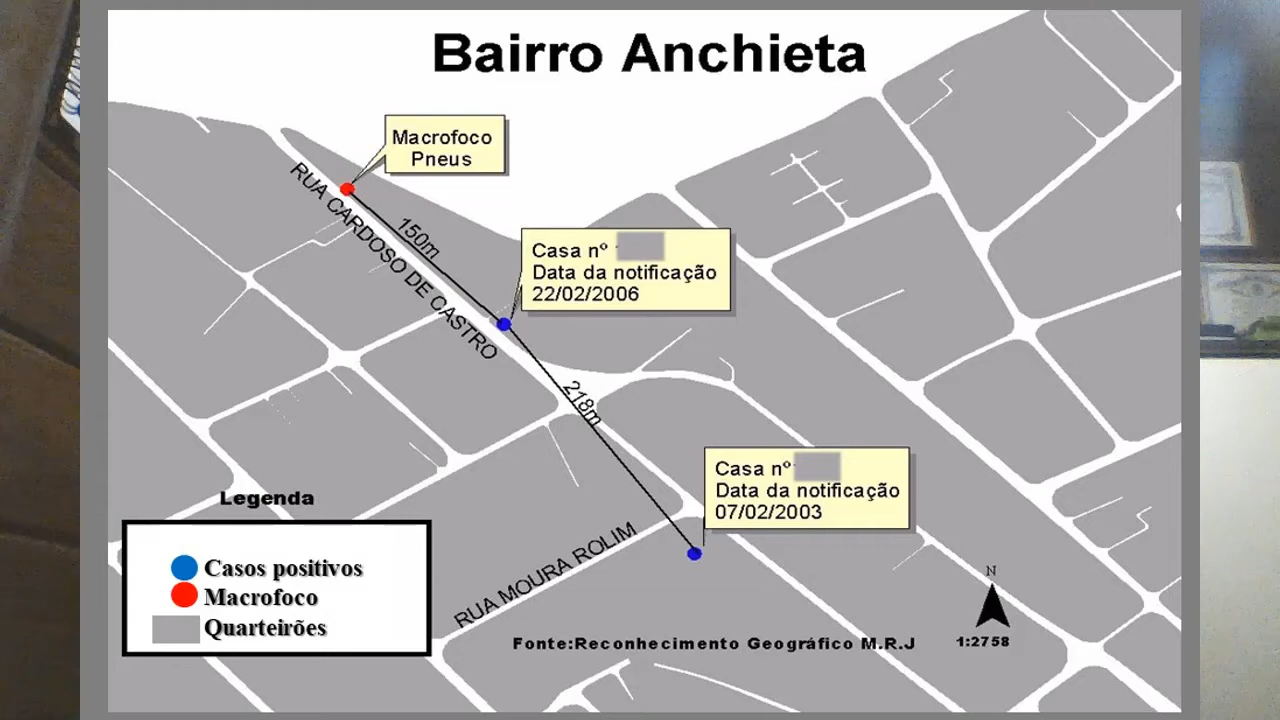 Bairro Anchieta
Macrofoco
Pneus
RUA CARDOSO DE CASTRO
150m
Casa nº
Data da notificação
22/02/2006
218m
Casa nº
Data da notificação
07/02/2003
Legenda
Casos positivos
Macrofoco
Quarteirões
RUA MOURA ROLIM
N
1:2758
Fonte:Reconhecimento Geográfico M.R.J